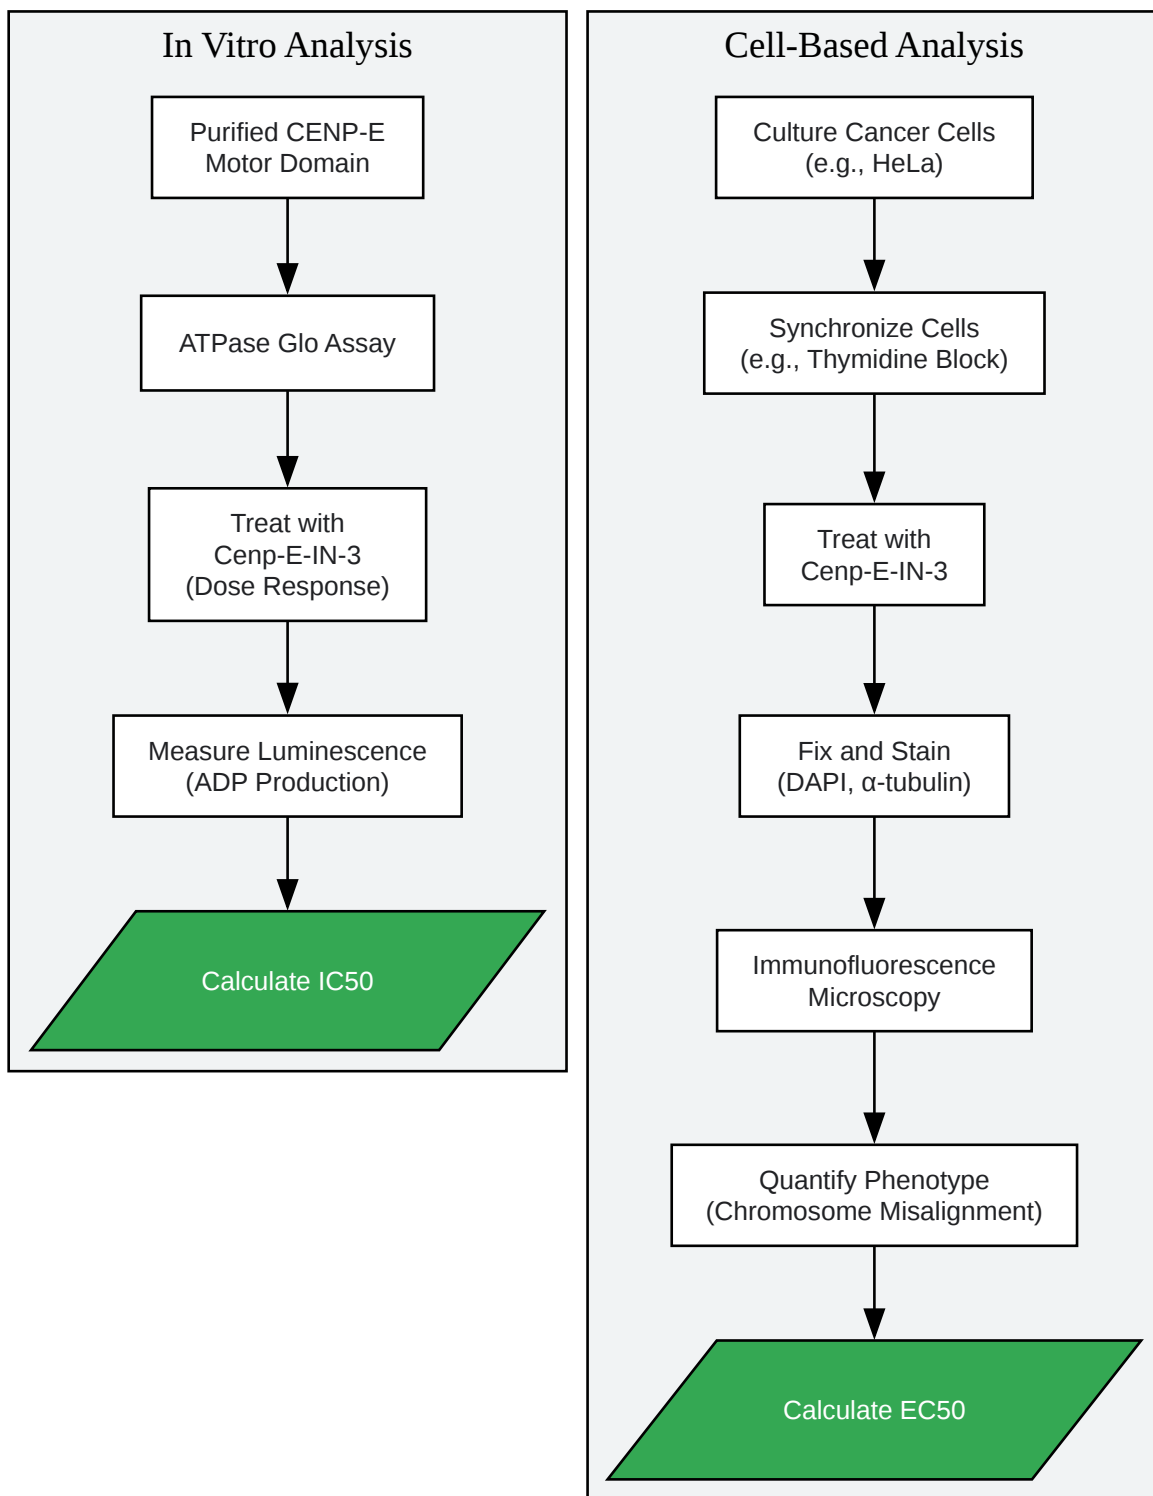 In Vitro Analysis
Purified CENP-E
Motor Domain
ATPase Glo Assay
Treat with
Cenp-E-IN-3
(Dose Response)
Measure Luminescence
(ADP Production)
Calculate IC50
Cell-Based Analysis
Culture Cancer Cells
(e.g., HeLa)
Synchronize Cells
(e.g., Thymidine Block)
Treat with
Cenp-E-IN-3
Fix and Stain
(DAPI, α-tubulin)
Immunofluorescence
Microscopy
Quantify Phenotype
(Chromosome Misalignment)
Calculate EC50